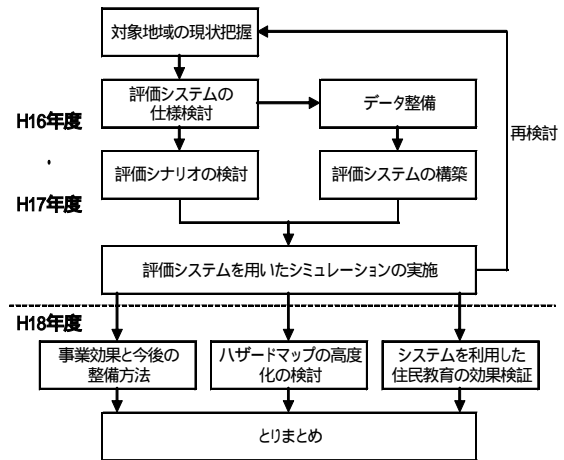 対象地域の現状把握
評価システムの
仕様検討
データ整備
H16年度
・
H17年度
再検討
評価シナリオの検討
評価システムの構築
評価システムを用いたシミュレーションの実施
H18年度
事業効果と今後の
整備方法
ハザードマップの高度
化の検討
システムを利用した
住民教育の効果検証
とりまとめ